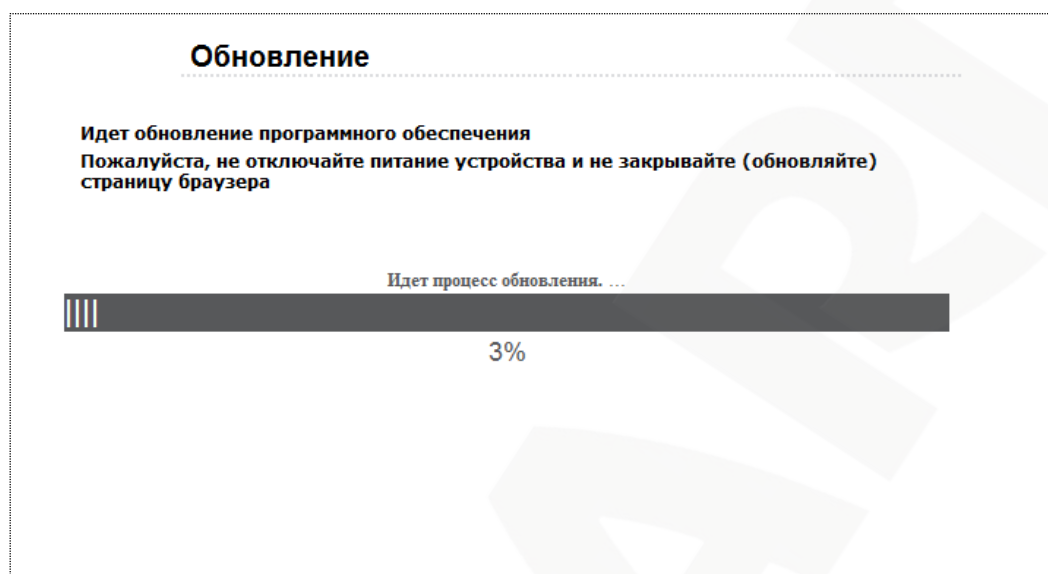 Обновление
Идет обновление программного обеспечения
Пожалуйста, не отключайте питание устройства и не закрывайте (обновляйте)
страницу браузера
Идет процесс обновления. ...
3%